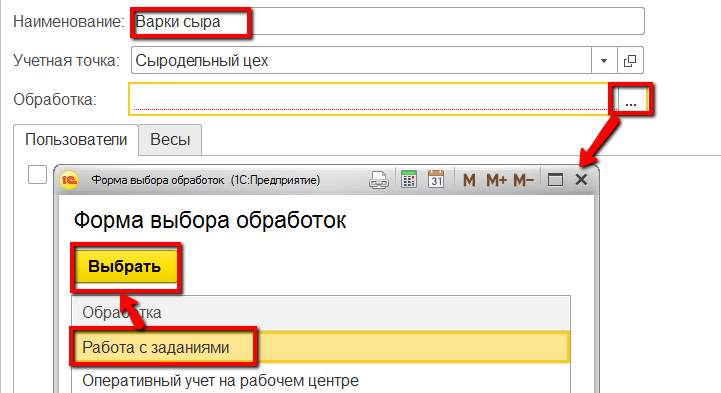 Наименование: Варки сыра
Учетная точка: Сыродельный цех
Обработка: ...
Пользователи Весы
1С Форма выбора обработок (1С:Предприятие) 31 M M+ M-
Форма выбора обработок
Выбрать
Обработка
Работа с заданиями
Оперативный учет на рабочем центре